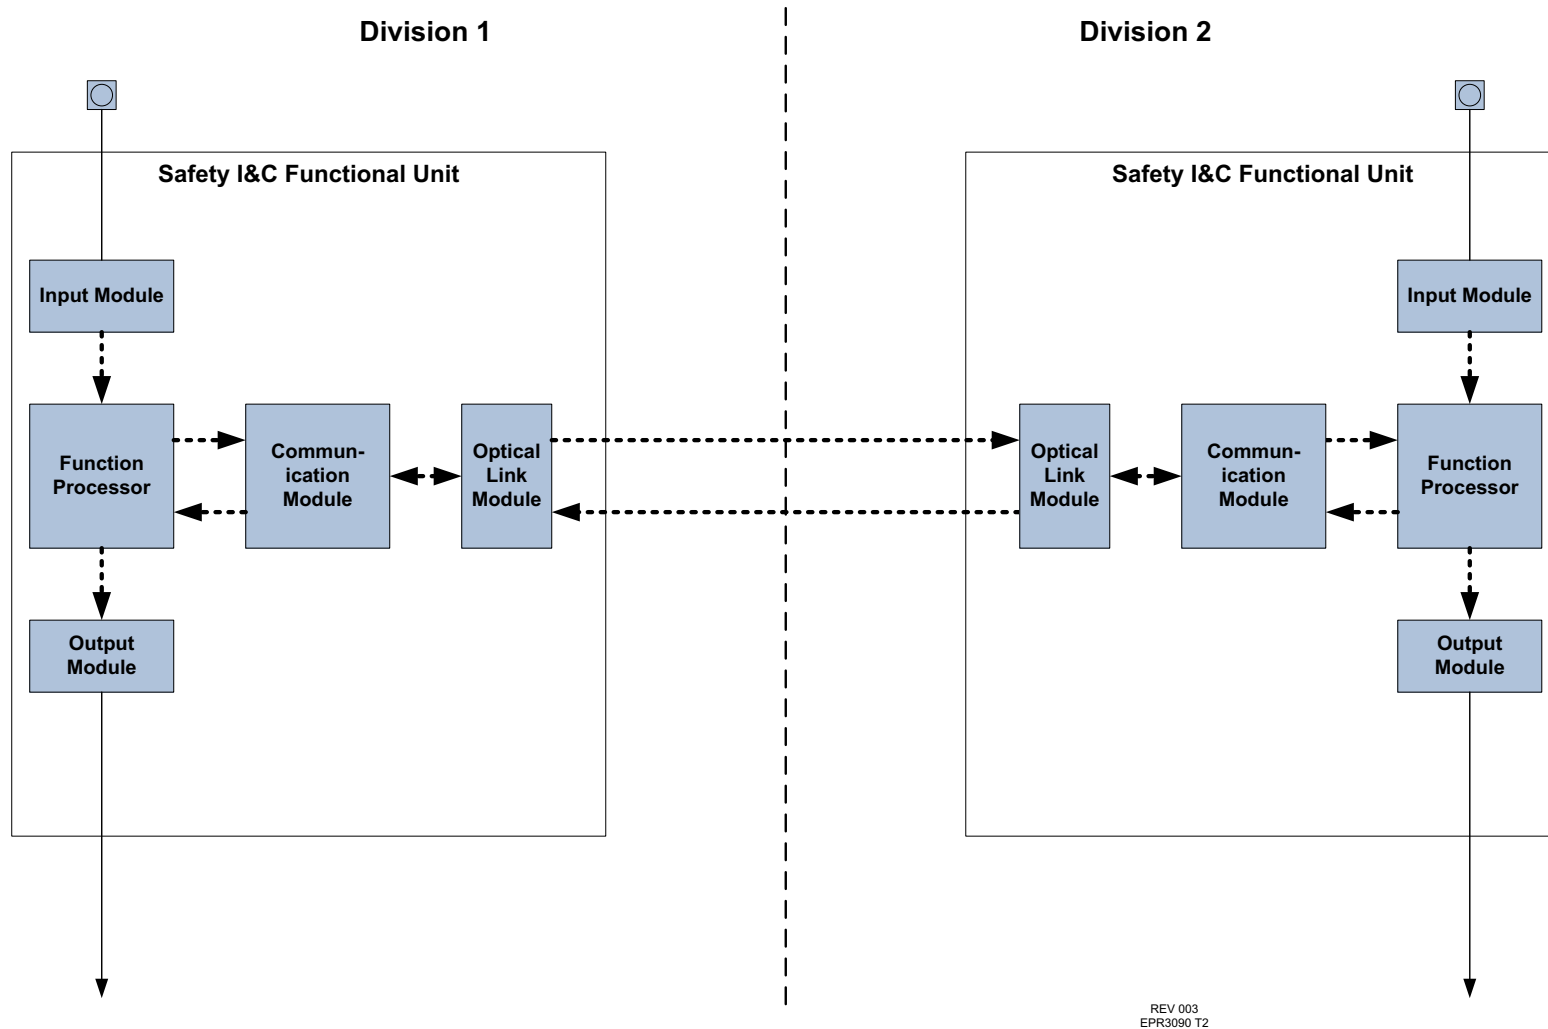 Division 1
Division 2
Safety I&C Functional Unit
Safety I&C Functional Unit
Input Module
Input Module
Function
Processor
Commun-
ication
Module
Optical
Link
Module
Optical
Link
Module
Commun-
ication
Module
Function
Processor
Output
Module
Output
Module
REV 003
EPR3090 T2